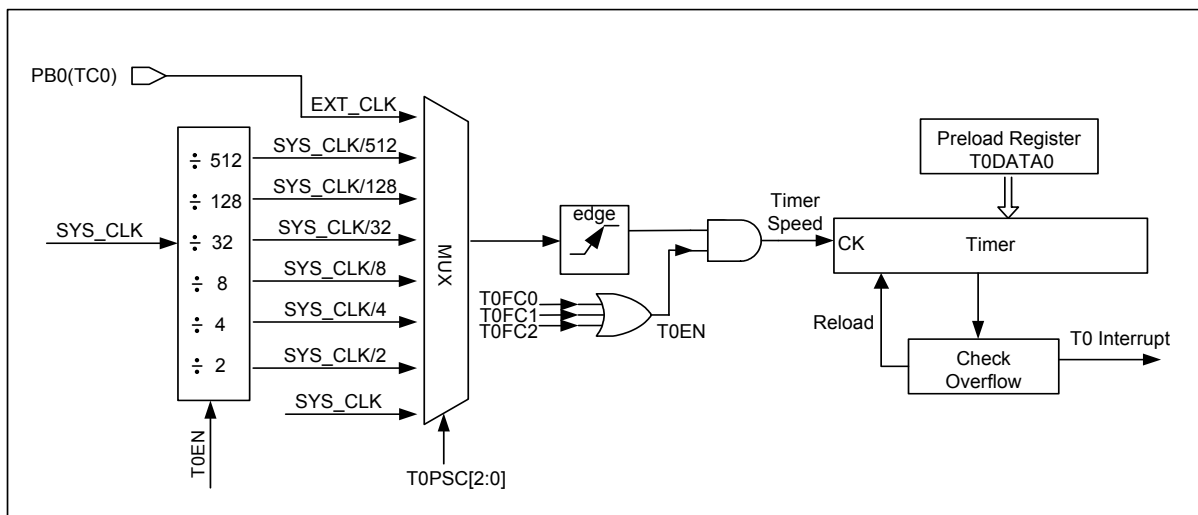 PB0(TC0)
EXT_CLK
SYS_CLK/512
SYS_CLK/128
SYS_CLK/32
SYS_CLK/8
SYS_CLK/4
SYS_CLK/2
SYS_CLK
SYS_CLK
÷ 512
÷ 128
÷ 32
÷ 8
÷ 4
÷ 2
T0EN
MUX
T0PSC[2:0]
edge
T0FC0
T0FC1
T0FC2
T0EN
Timer
Speed
Preload Register
T0DATA0
CK
Timer
Reload
Check
Overflow
T0 Interrupt